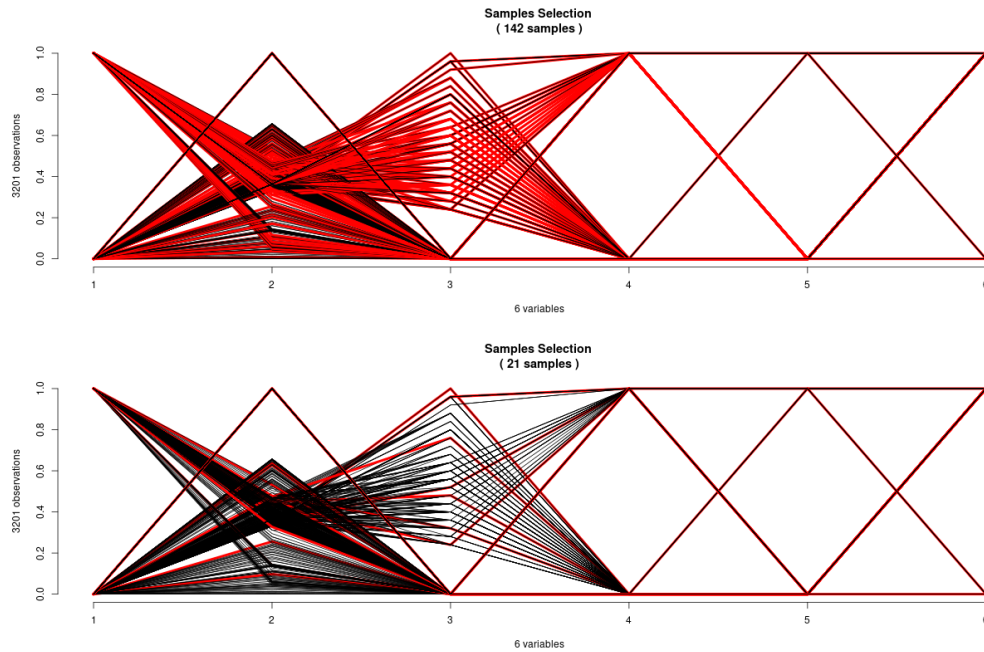 Samples Selection
( 142 samples )
3201 observations
0.0 0.2 0.4 0.6 0.8 1.0
1 2 3 4 5
6 variables
Samples Selection
( 21 samples )
3201 observations
0.0 0.2 0.4 0.6 0.8 1.0
1 2 3 4 5
6 variables